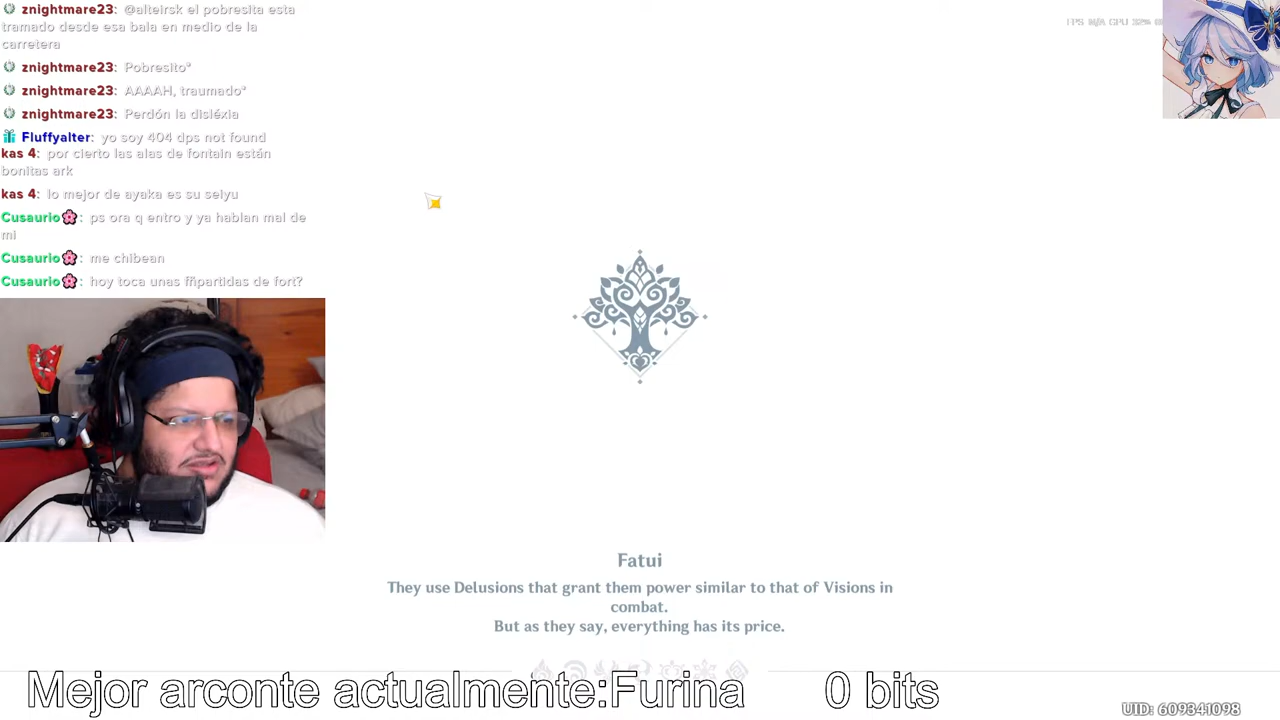 znightmare23: @alteirsk el pobresita esta
tramado desde esa bala en medio de la
carretera
znightmare23: Pobresito*
znightmare23: AAAAH, traumado*
znightmare23: Perdón la disléxia
Fluffyalter: yo soy 404 dps not found
kas 4: por cierto las alas de fontain están
bonitas ark
kas 4: lo mejor de ayaka es su seiyu
Cusaurio: ps ora q entro y ya hablan mal de
mi
Cusaurio: me chibean
Cusaurio: hoy toca unas ffipartidas de fort?
FPS N/A GPU 32%
Fatui
They use Delusions that grant them power similar to that of Visions in
combat.
But as they say, everything has its price.
Mejor arconte actualmente:Furina 0 bits
UID: 609341098